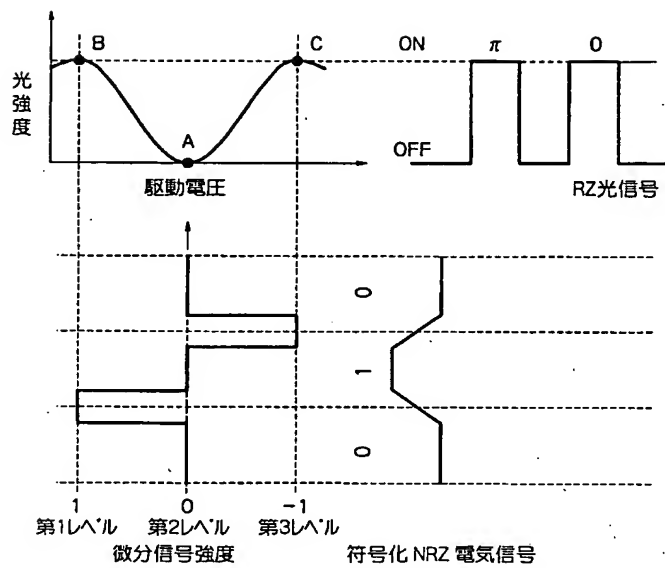 B
C
ON
π
0
光強度
A
OFF
駆動電圧
RZ光信号
0
1
0
1
0
-1
第1レベル
第2レベル
第3レベル
微分信号強度
符号化 NRZ 電気信号